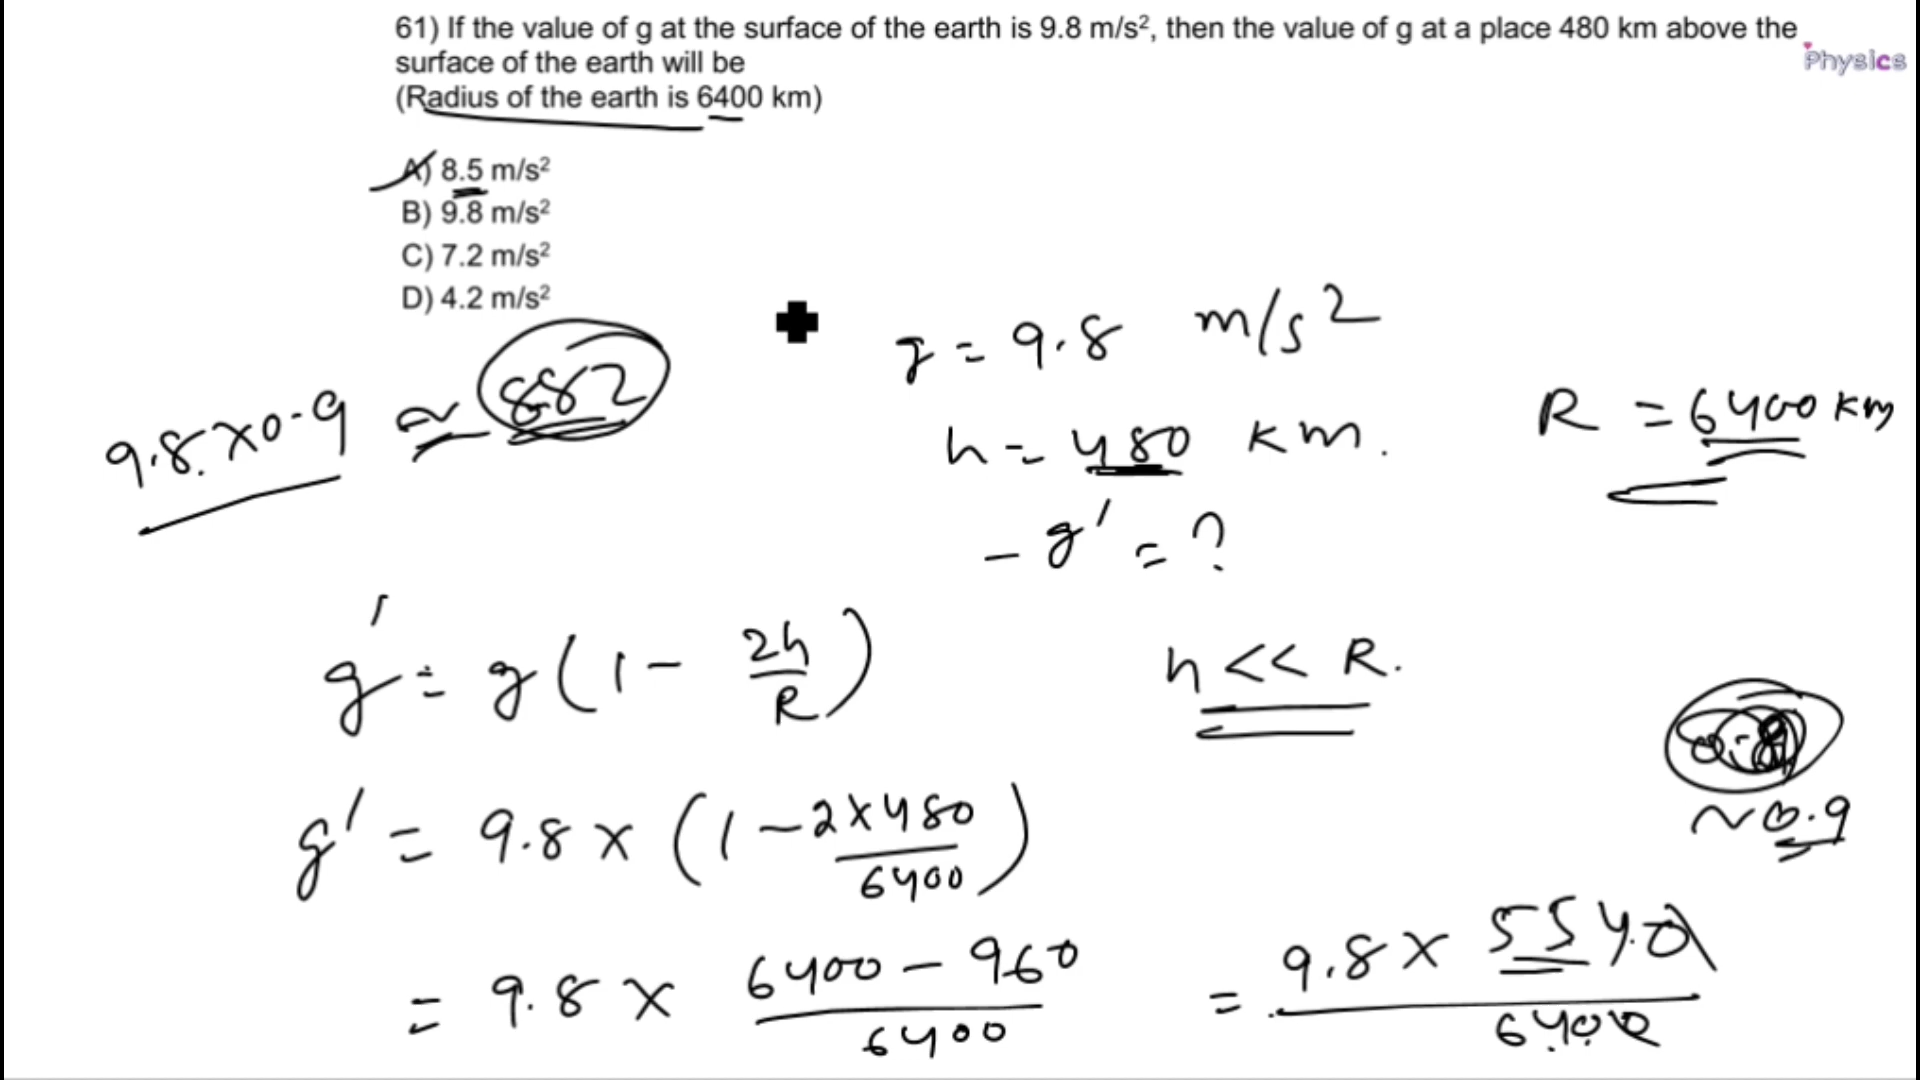 61) If the value of g at the surface of the earth is 9.8 m/s², then the value of g at a place 480 km above the
surface of the earth will be
Physics
(Radius of the earth is 6400 km)
A) 8.5 m/s²
B) 9.8 m/s²
C) 7.2 m/s²
D) 4.2 m/s²
g = 9.8 m/s²
9.8 x 0.9 ≈ 8.82
h = 480 km.
R = 6400 km
- g' = ?
g' = g (1 - 2h/R)
h << R.
g' = 9.8 x (1 - 2 x 480 / 6400)
~ 0.9
= 9.8 x 6400 - 960 / 6400
= 9.8 x 5540 / 6400